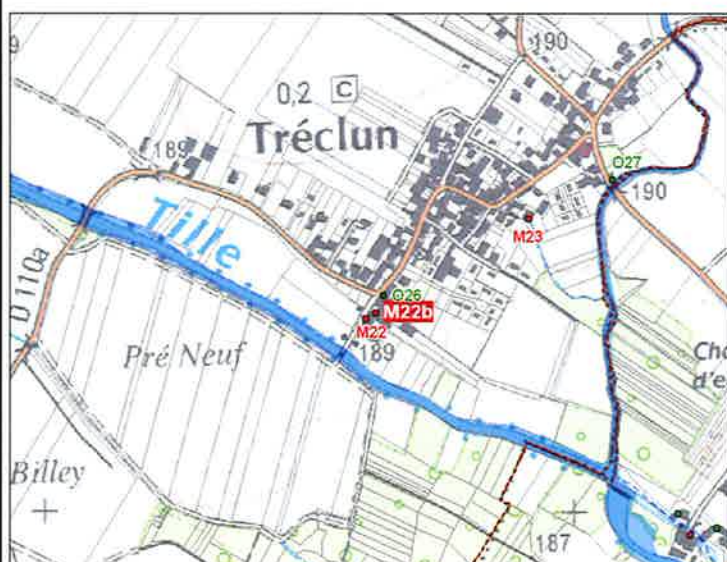 9
190
0,2 C
Tréclun
189
O27
190
M23
Tille
D 110a
O26
M22b
M22
189
Pré Neuf
Cho
d'e
Billey
187